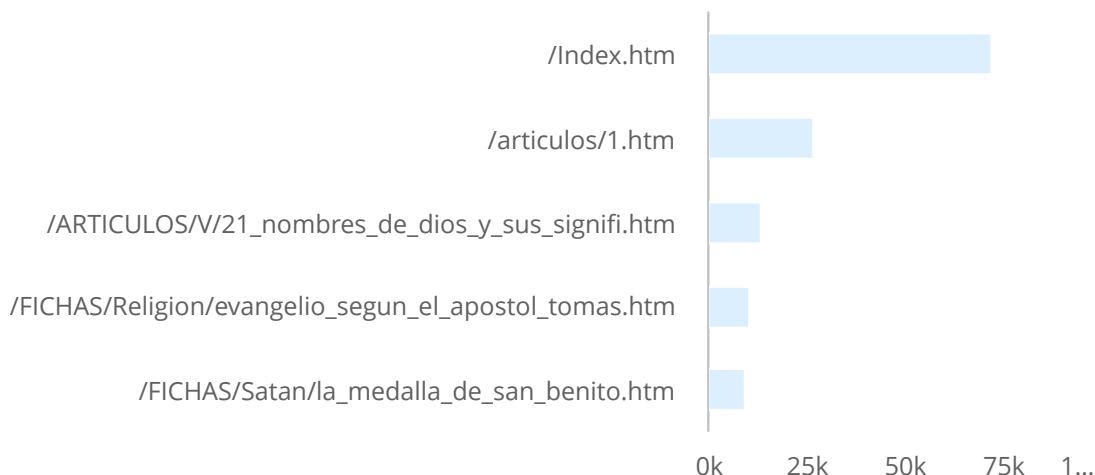 /Index.htm
/articulos/1.htm
/ARTICULOS/V/21_nombres_de_dios_y_sus_signifi.htm
/FICHAS/Religion/evangelio_segun_el_apostol_tomas.htm
/FICHAS/Satan/la_medalla_de_san_benito.htm
0k 25k 50k 75k 1...